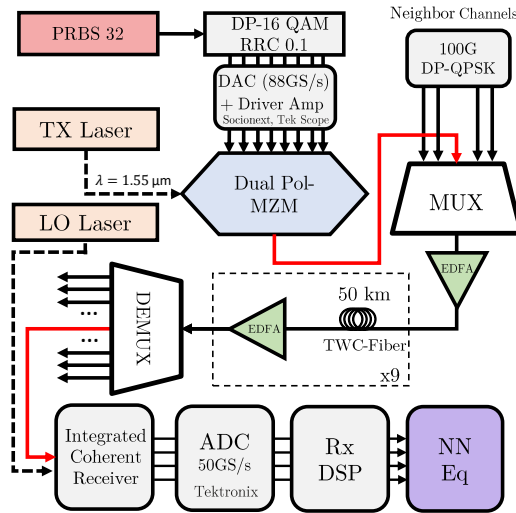 PRBS 32
DP-16 QAM
RRC 0.1
Neighbor Channels
100G
DP-QPSK
DAC (88GS/s)
+ Driver Amp
Socionext, Tek Scope
TX Laser
λ = 1.55 μm
Dual Pol-
MZM
MUX
LO Laser
EDFA
DEMUX
...
...
EDFA
50 km
TWC-Fiber
x9
Integrated
Coherent
Receiver
ADC
50GS/s
Tektronix
Rx
DSP
NN
Eq